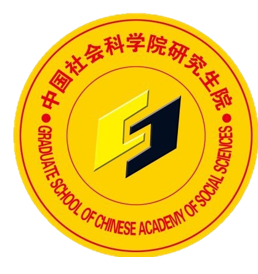 中国社会科学院研究生院
GRADUATE SCHOOL OF CHINESE ACADEMY OF SOCIAL SCIENCES